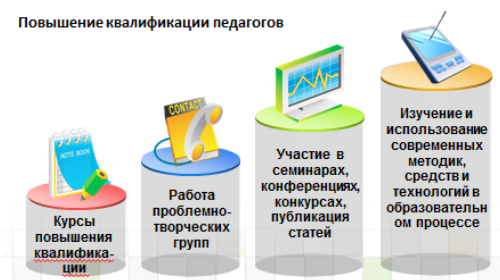 Повышение квалификации педагогов
NOTE BOOK
Курсы
повышения
квалифика-
ции
CONTACT
Работа
проблемно-
творческих
групп
Участие в
семинарах,
конференциях,
конкурсах,
публикация
статей
Изучение и
использование
современных
методик,
средств и
технологий в
образовательн
ом процессе